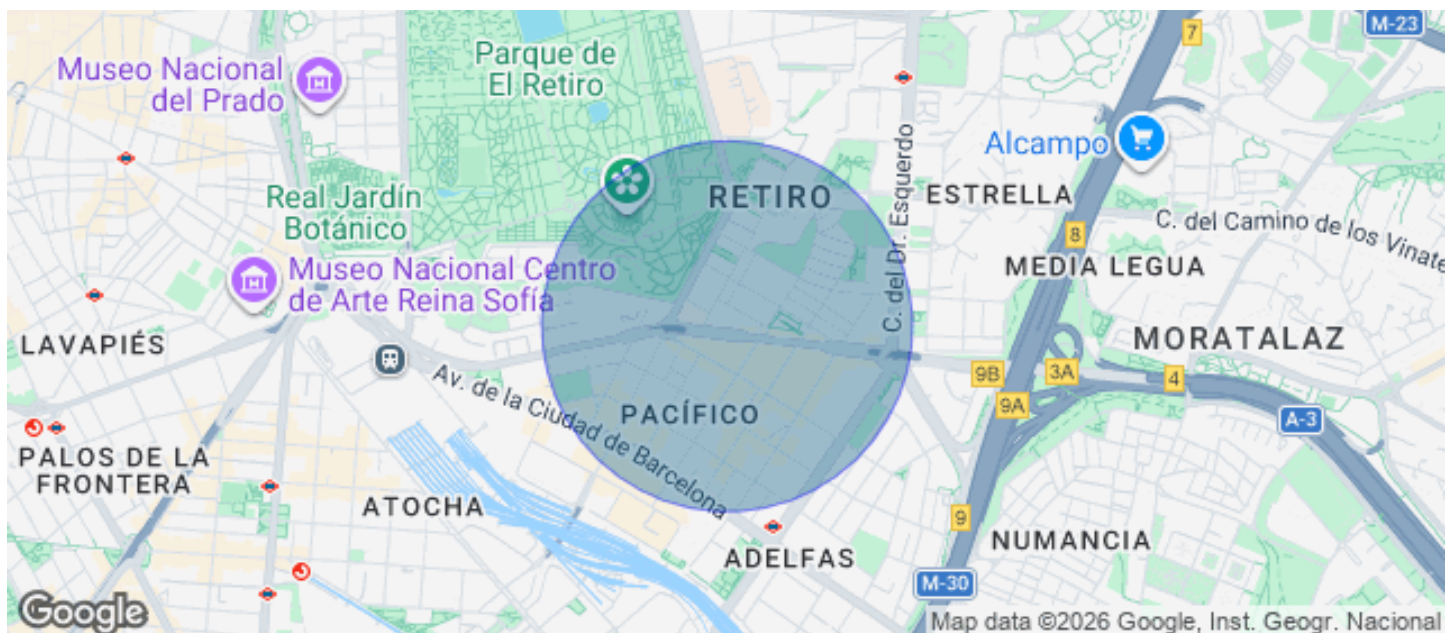 M-23
7
Museo Nacional
del Prado
Parque de
El Retiro
Alcampo
Real Jardín
Botánico
RETIRO
C. del Dr. Esquerdo
ESTRELLA
C. del Camino de los Vinate
8
Museo Nacional Centro
de Arte Reina Sofía
MEDIA LEGUA
LAVAPIÉS
MORATALAZ
Av. de la Ciudad de Barcelona
9B
3A
4
9A
A-3
PACÍFICO
PALOS DE LA
FRONTERA
ATOCHA
9
NUMANCIA
ADELFAS
M-30
Google
Map data ©2026 Google, Inst. Geogr. Nacional